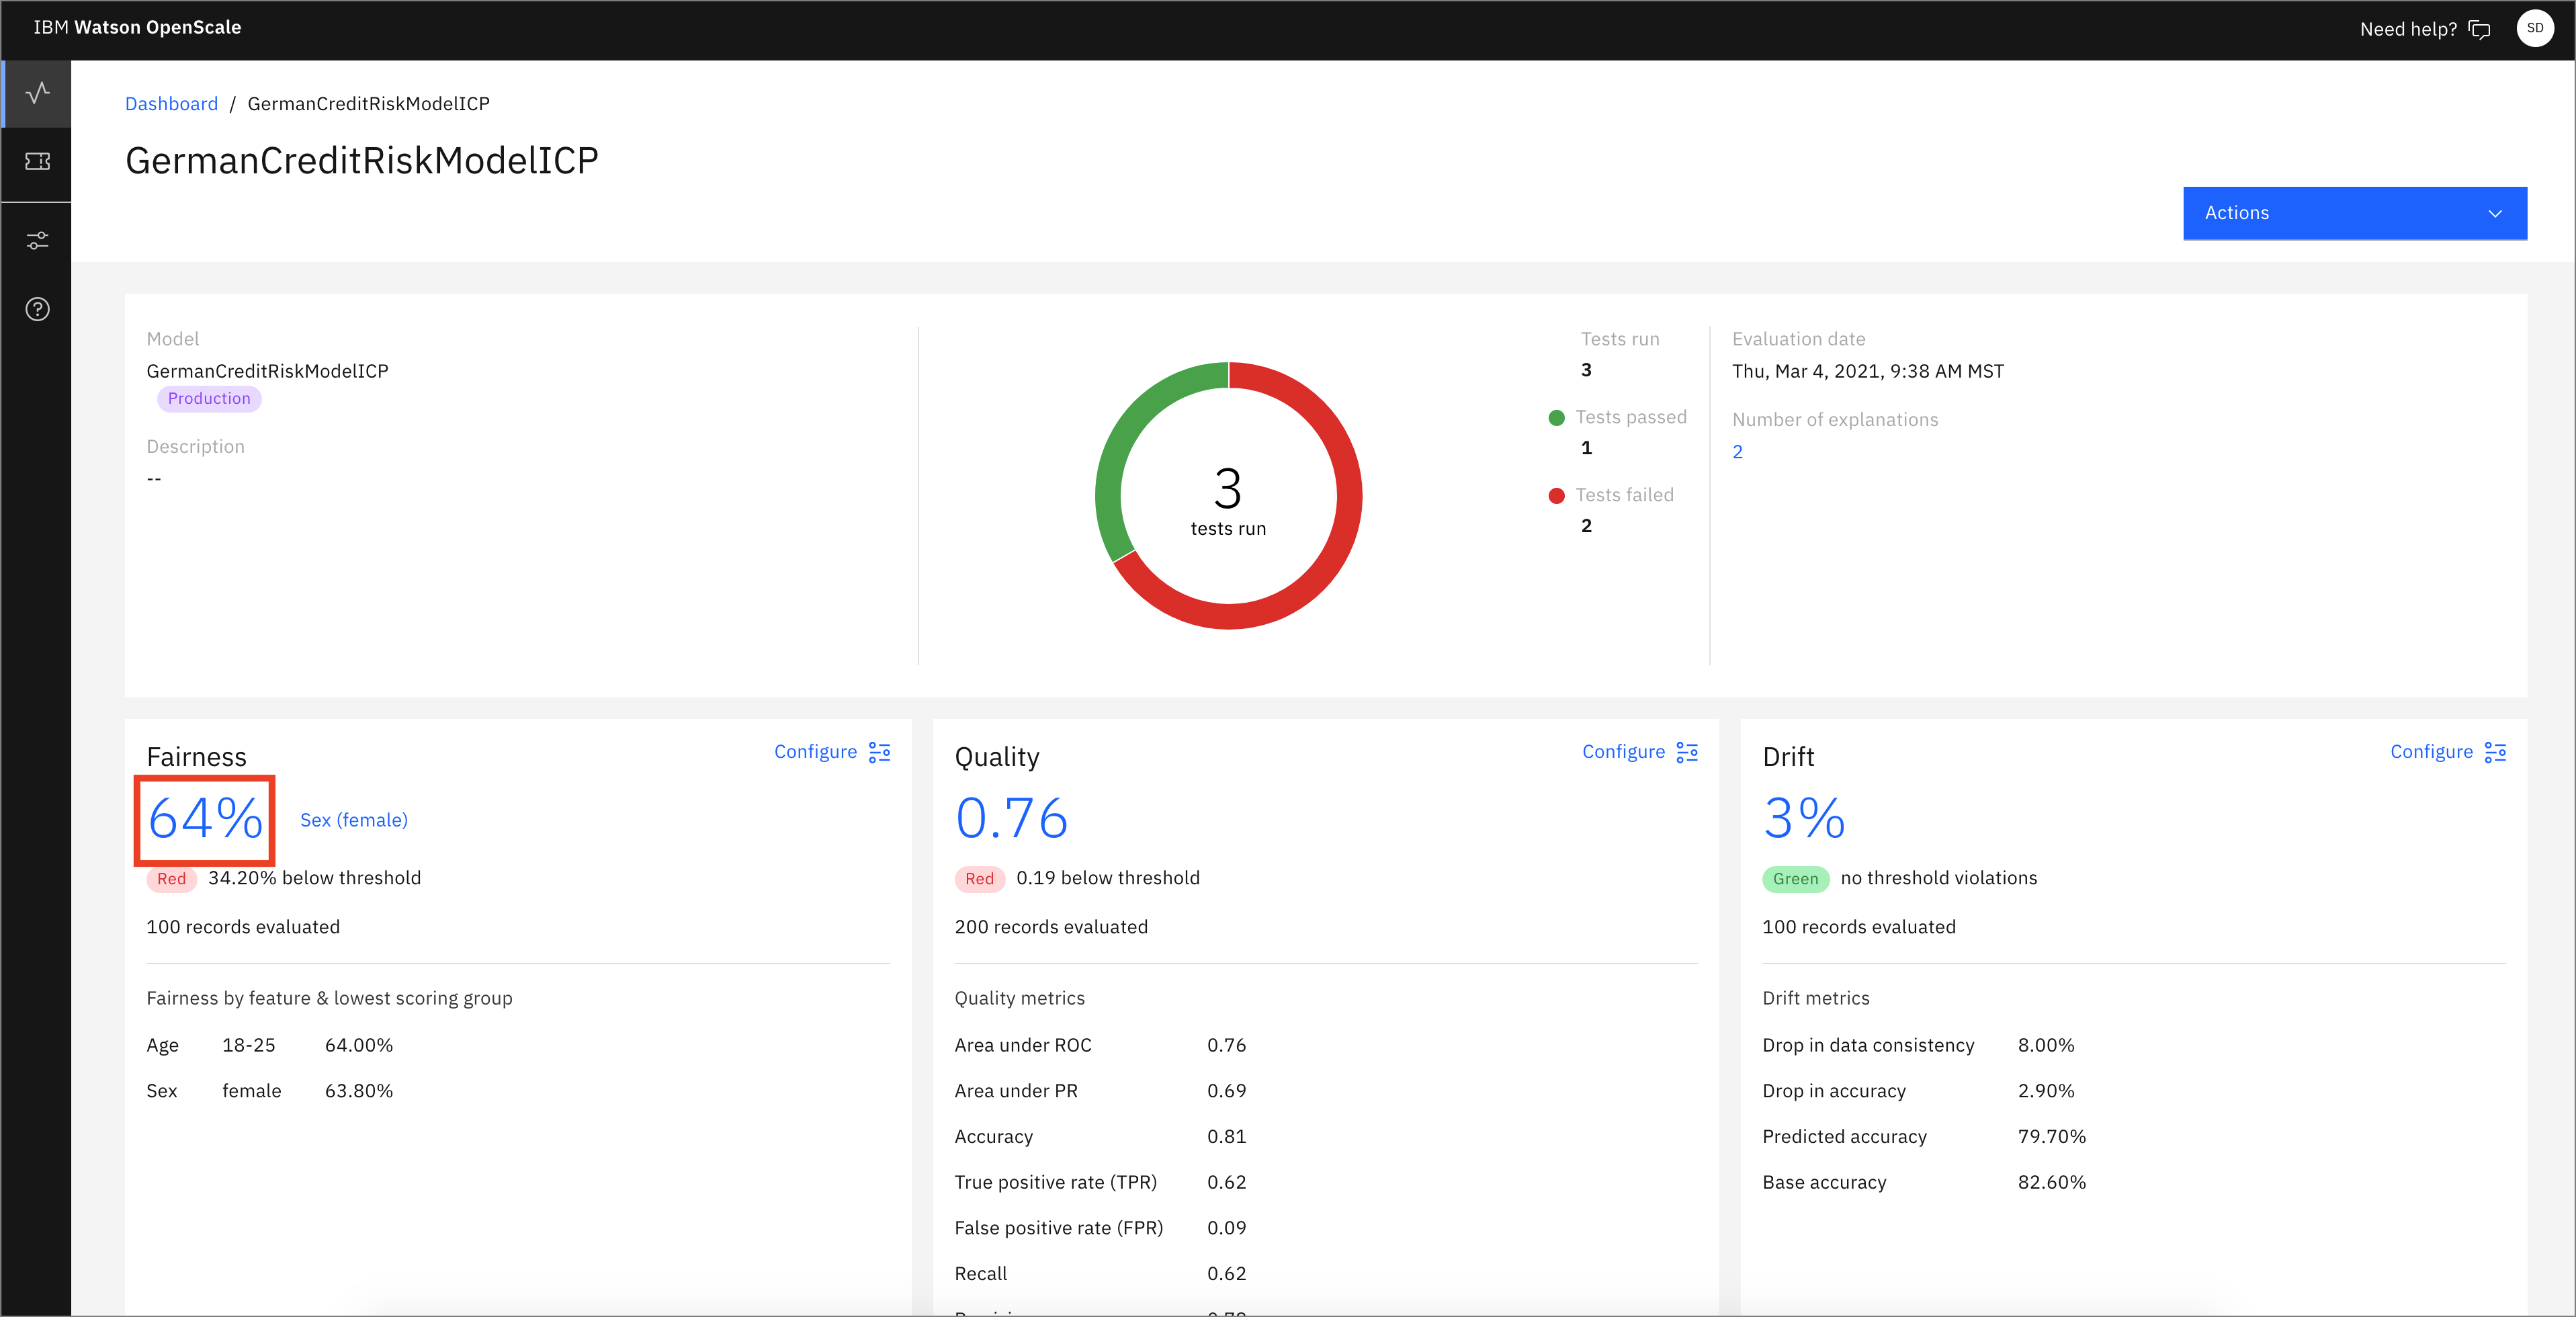 IBM Watson OpenScale
Need help?
SD
Dashboard / GermanCreditRiskModelICP
GermanCreditRiskModelICP
Actions
Model
GermanCreditRiskModelICP
Production
Description
--
3
tests run
Tests run
3
Tests passed
1
Tests failed
2
Evaluation date
Thu, Mar 4, 2021, 9:38 AM MST
Number of explanations
2
Fairness
Configure
64%
Sex (female)
Red 34.20% below threshold
100 records evaluated
Fairness by feature & lowest scoring group
Age 18-25 64.00%
Sex female 63.80%
Quality
Configure
0.76
Red 0.19 below threshold
200 records evaluated
Quality metrics
Area under ROC 0.76
Area under PR 0.69
Accuracy 0.81
True positive rate (TPR) 0.62
False positive rate (FPR) 0.09
Recall 0.62
Drift
Configure
3%
Green no threshold violations
100 records evaluated
Drift metrics
Drop in data consistency 8.00%
Drop in accuracy 2.90%
Predicted accuracy 79.70%
Base accuracy 82.60%